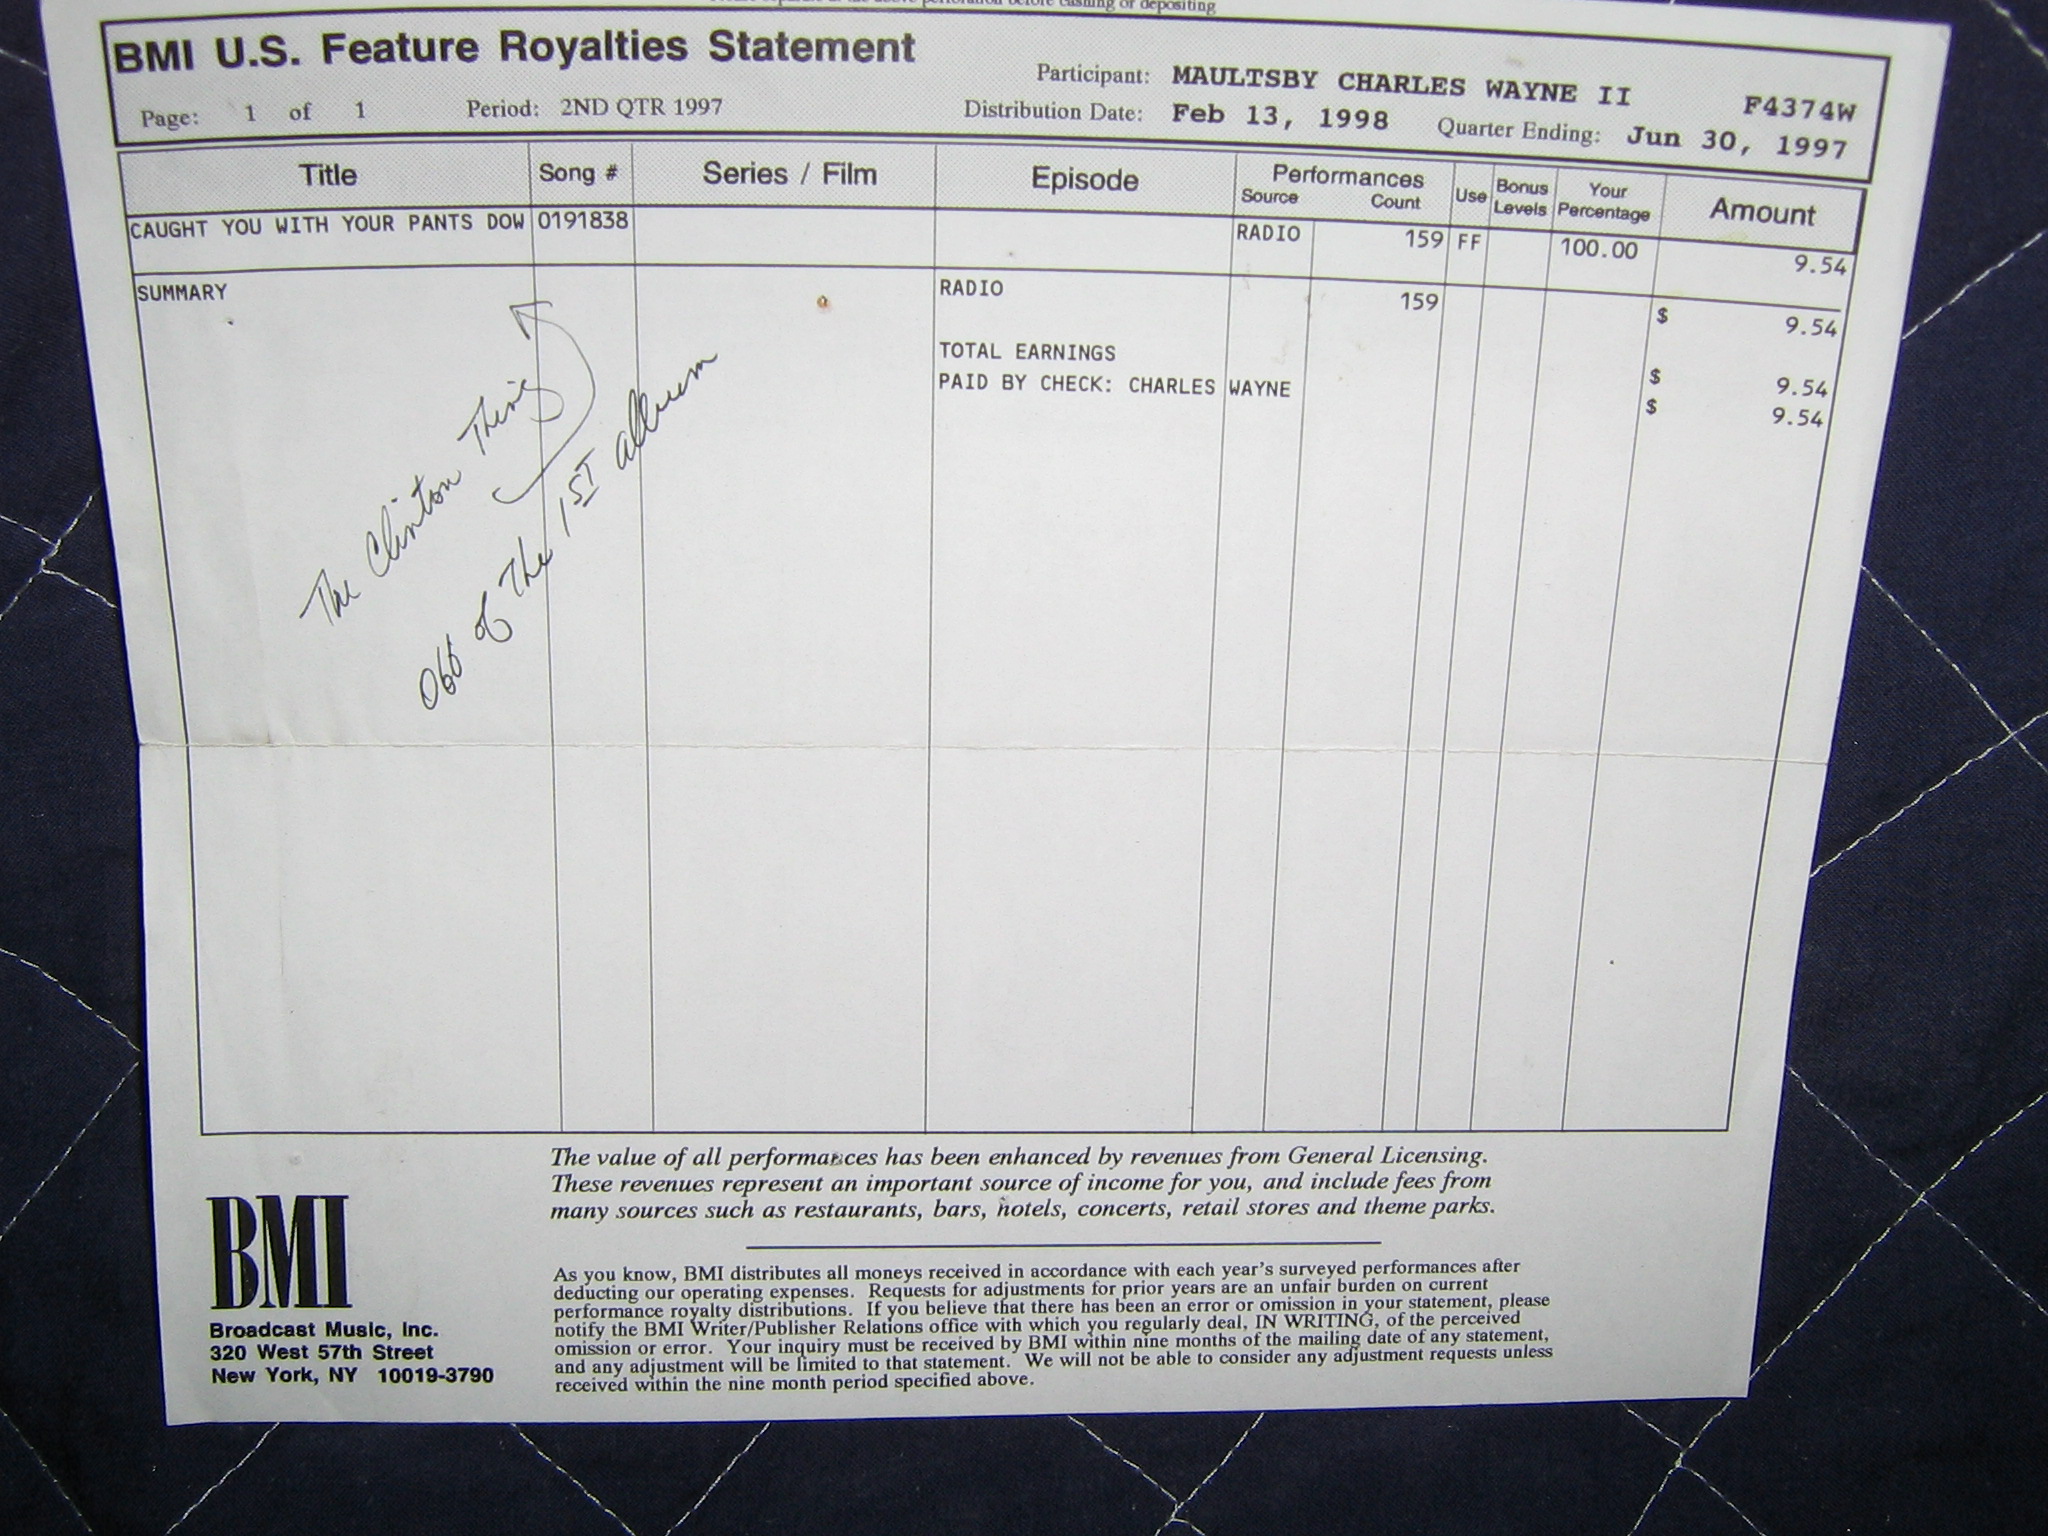 before cashing or depositing
BMI U.S. Feature Royalties Statement
Participant: MAULTSBY CHARLES WAYNE II F4374W
Page: 1 of 1 Period: 2ND QTR 1997 Distribution Date: Feb 13, 1998 Quarter Ending: Jun 30, 1997
Title Song # Series / Film Episode Performances Source Count Use Bonus Levels Your Percentage Amount
CAUGHT YOU WITH YOUR PANTS DOW 0191838 RADIO 159 FF 100.00 9.54
SUMMARY RADIO 159 $ 9.54
TOTAL EARNINGS $ 9.54
PAID BY CHECK: CHARLES WAYNE $ 9.54
The Clinton Thing
Off of The 1ST album
The value of all performances has been enhanced by revenues from General Licensing.
These revenues represent an important source of income for you, and include fees from
many sources such as restaurants, bars, hotels, concerts, retail stores and theme parks.
BMI
Broadcast Music, Inc.
320 West 57th Street
New York, NY 10019-3790
As you know, BMI distributes all moneys received in accordance with each year's surveyed performances after
deducting our operating expenses. Requests for adjustments for prior years are an unfair burden on current
performance royalty distributions. If you believe that there has been an error or omission in your statement, please
notify the BMI Writer/Publisher Relations office with which you regularly deal, IN WRITING, of the perceived
omission or error. Your inquiry must be received by BMI within nine months of the mailing date of any statement,
and any adjustment will be limited to that statement. We will not be able to consider any adjustment requests unless
received within the nine month period specified above.